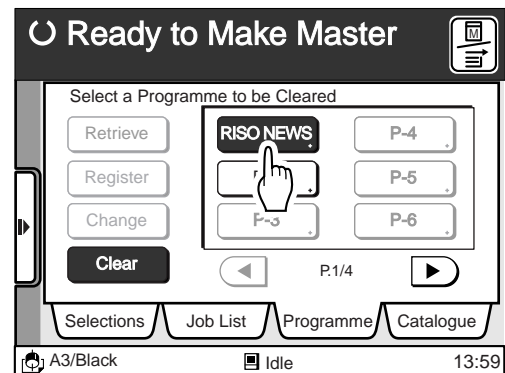 Ready to Make Master
M
Select a Programme to be Cleared
Retrieve
RISO NEWS
P-4
Register
P-5
Change
P-3
P-6
Clear
P.1/4
Selections
Job List
Programme
Catalogue
A3/Black
Idle
13:59